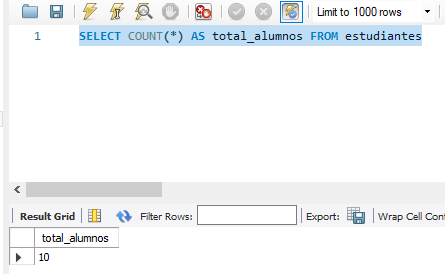 Limit to 1000 rows
1 SELECT COUNT(*) AS total_alumnos FROM estudiantes
Result Grid Filter Rows: Export: Wrap Cell Cont
total_alumnos
10